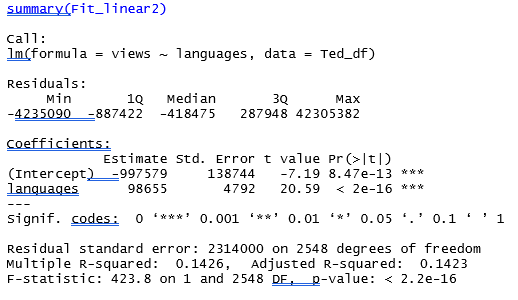 summary(Fit_linear2)
Call:
lm(formula = views ~ languages, data = Ted_df)
Residuals:
Min 1Q Median 3Q Max
-4235090 -887422 -418475 287948 42305382
Coefficients:
Estimate Std. Error t value Pr(>|t|)
(Intercept) -997579 138744 -7.19 8.47e-13 ***
languages 98655 4792 20.59 < 2e-16 ***
---
Signif. codes: 0 ‘***’ 0.001 ‘**’ 0.01 ‘*’ 0.05 ‘.’ 0.1 ‘ ’ 1
Residual standard error: 2314000 on 2548 degrees of freedom
Multiple R-squared: 0.1426, Adjusted R-squared: 0.1423
F-statistic: 423.8 on 1 and 2548 DF, p-value: < 2.2e-16